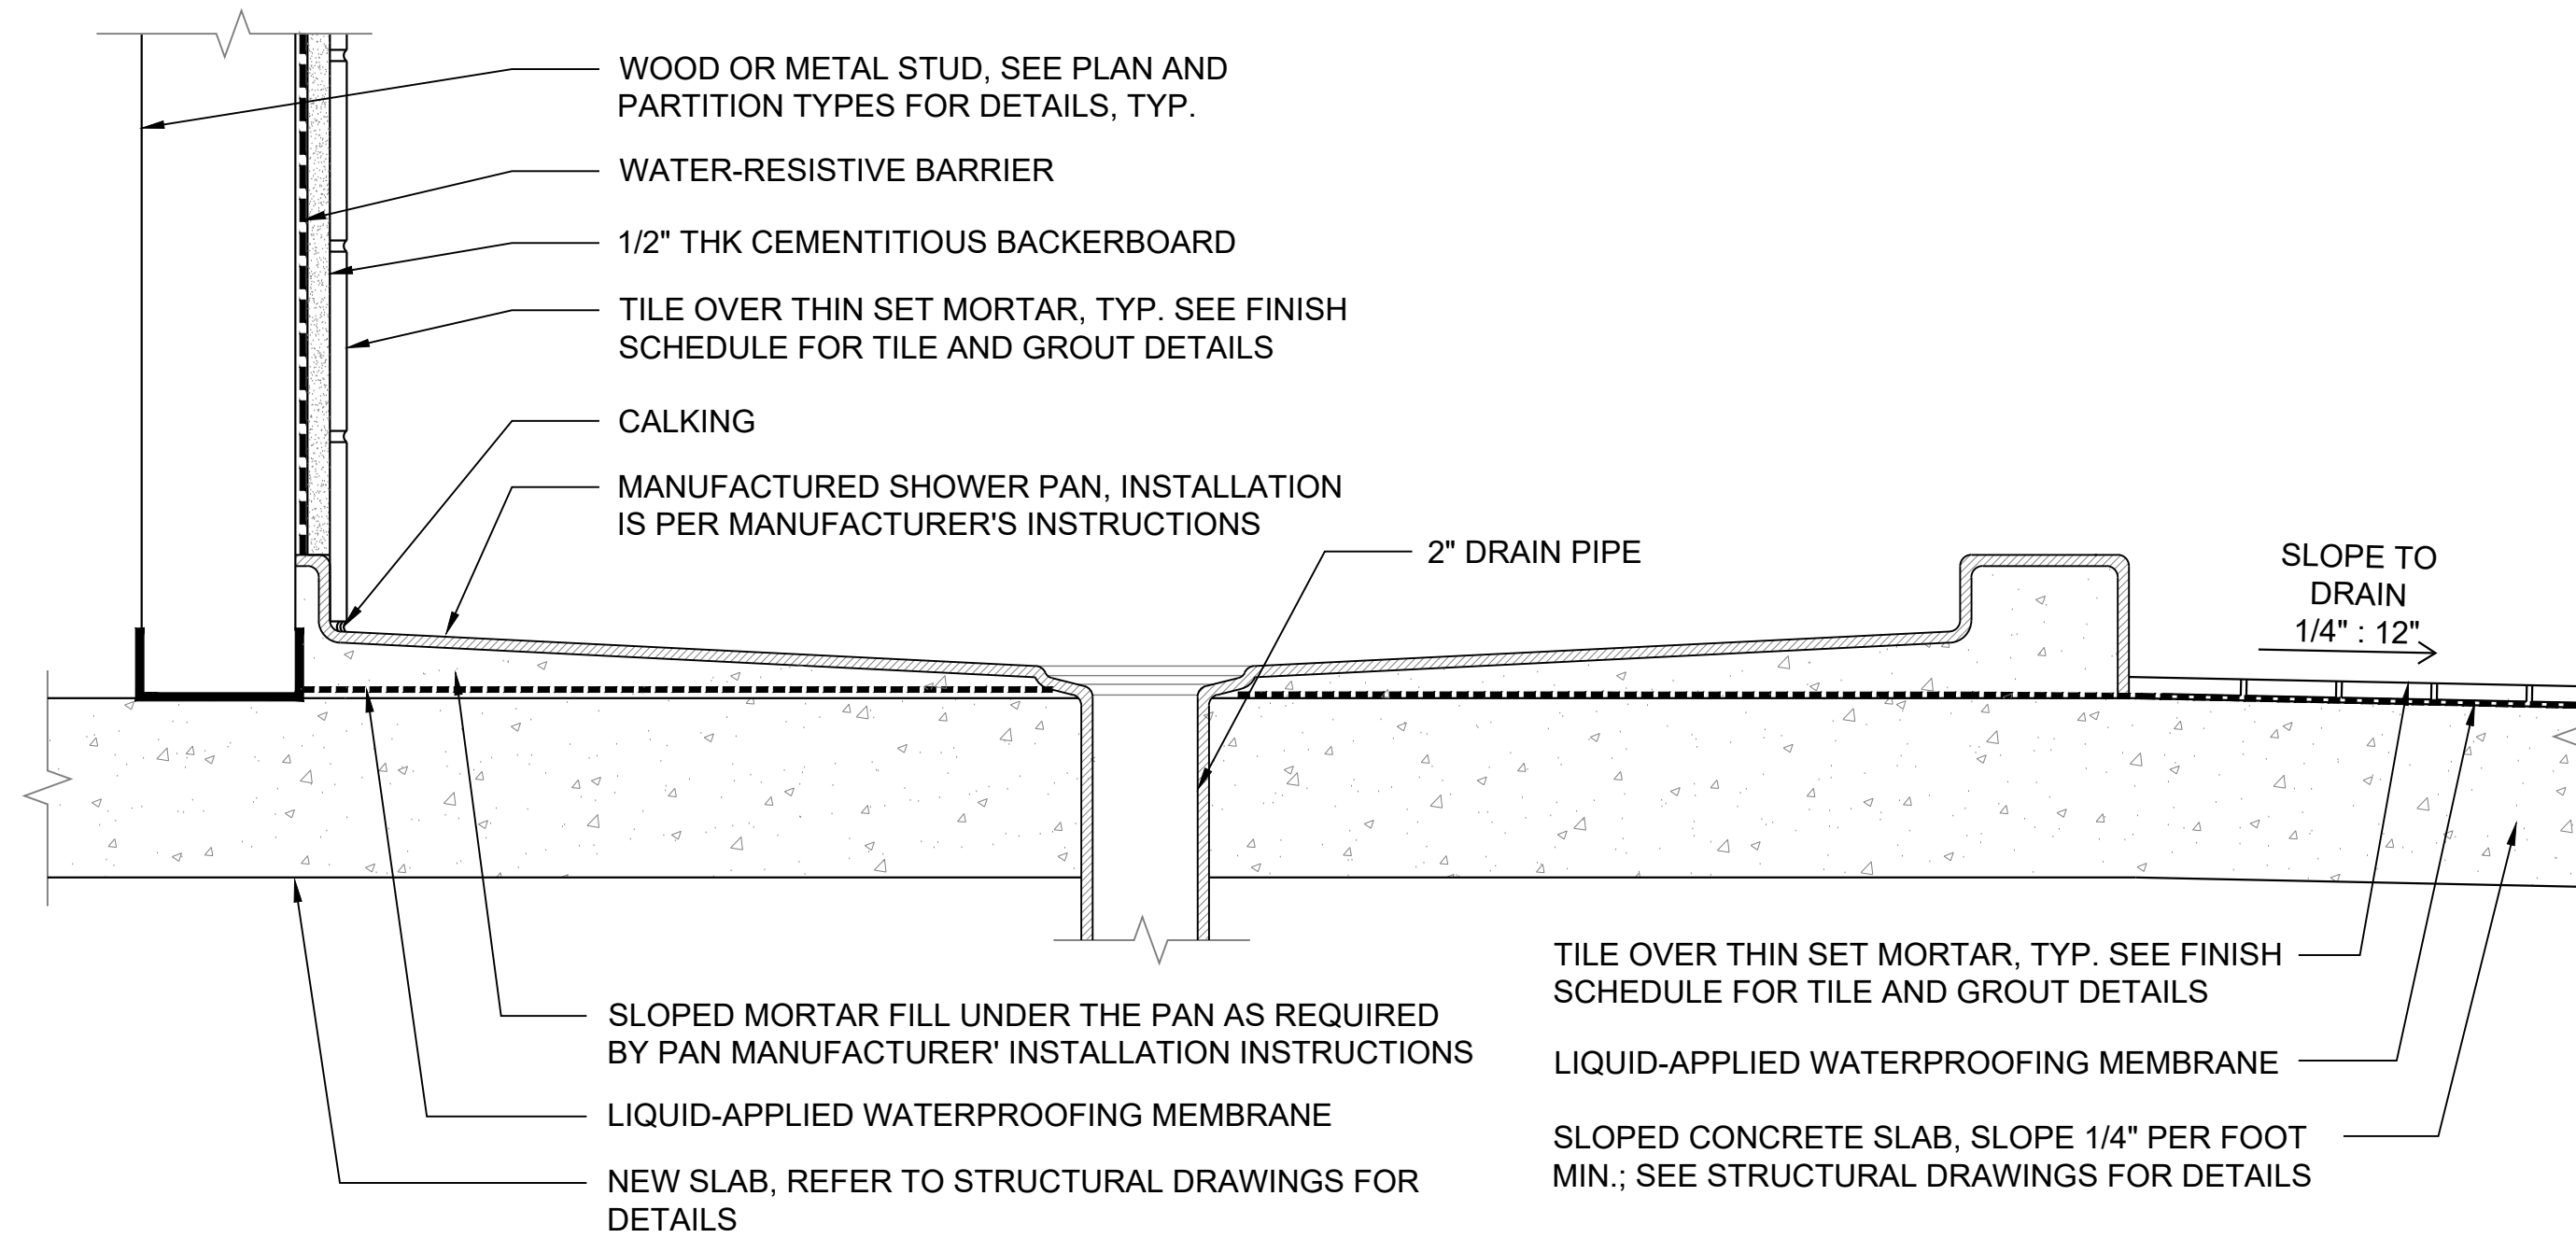 WOOD OR METAL STUD, SEE PLAN AND
PARTITION TYPES FOR DETAILS, TYP.
WATER-RESISTIVE BARRIER
1/2" THK CEMENTITIOUS BACKERBOARD
TILE OVER THIN SET MORTAR, TYP. SEE FINISH
SCHEDULE FOR TILE AND GROUT DETAILS
CALKING
MANUFACTURED SHOWER PAN, INSTALLATION
IS PER MANUFACTURER'S INSTRUCTIONS
2" DRAIN PIPE
SLOPE TO
DRAIN
1/4" : 12"
SLOPED MORTAR FILL UNDER THE PAN AS REQUIRED
BY PAN MANUFACTURER' INSTALLATION INSTRUCTIONS
LIQUID-APPLIED WATERPROOFING MEMBRANE
NEW SLAB, REFER TO STRUCTURAL DRAWINGS FOR
DETAILS
TILE OVER THIN SET MORTAR, TYP. SEE FINISH
SCHEDULE FOR TILE AND GROUT DETAILS
LIQUID-APPLIED WATERPROOFING MEMBRANE
SLOPED CONCRETE SLAB, SLOPE 1/4" PER FOOT
MIN.; SEE STRUCTURAL DRAWINGS FOR DETAILS